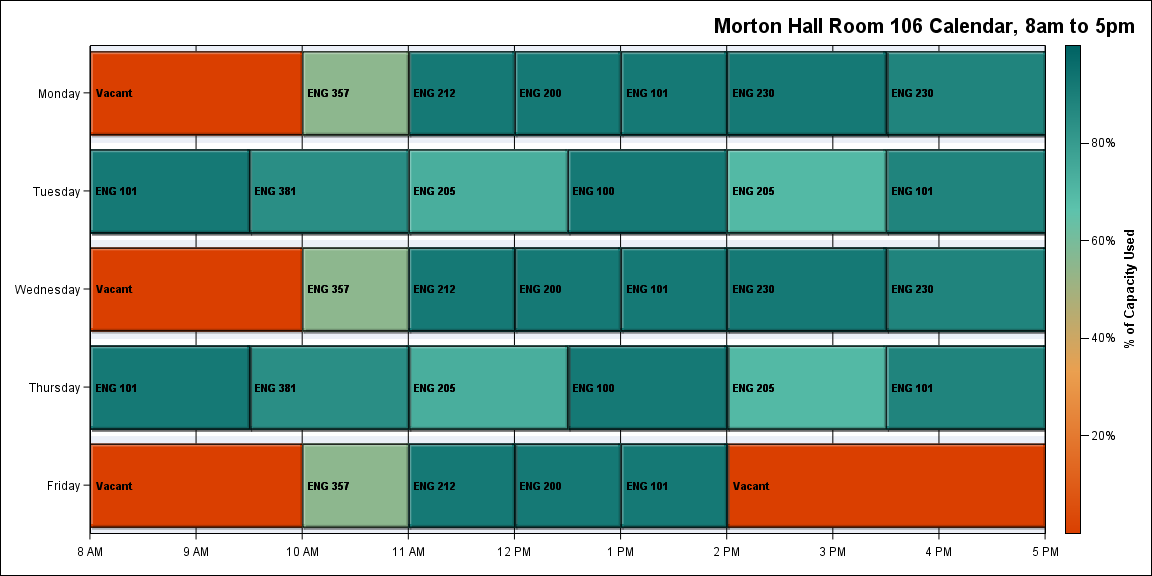 Morton Hall Room 106 Calendar, 8am to 5pm
Monday
Vacant
ENG 357
ENG 212
ENG 200
ENG 101
ENG 230
ENG 230
Tuesday
ENG 101
ENG 381
ENG 205
ENG 100
ENG 205
ENG 101
Wednesday
Vacant
ENG 357
ENG 212
ENG 200
ENG 101
ENG 230
ENG 230
Thursday
ENG 101
ENG 381
ENG 205
ENG 100
ENG 205
ENG 101
Friday
Vacant
ENG 357
ENG 212
ENG 200
ENG 101
Vacant
8 AM
9 AM
10 AM
11 AM
12 PM
1 PM
2 PM
3 PM
4 PM
5 PM
80%
60%
40%
20%
% of Capacity Used